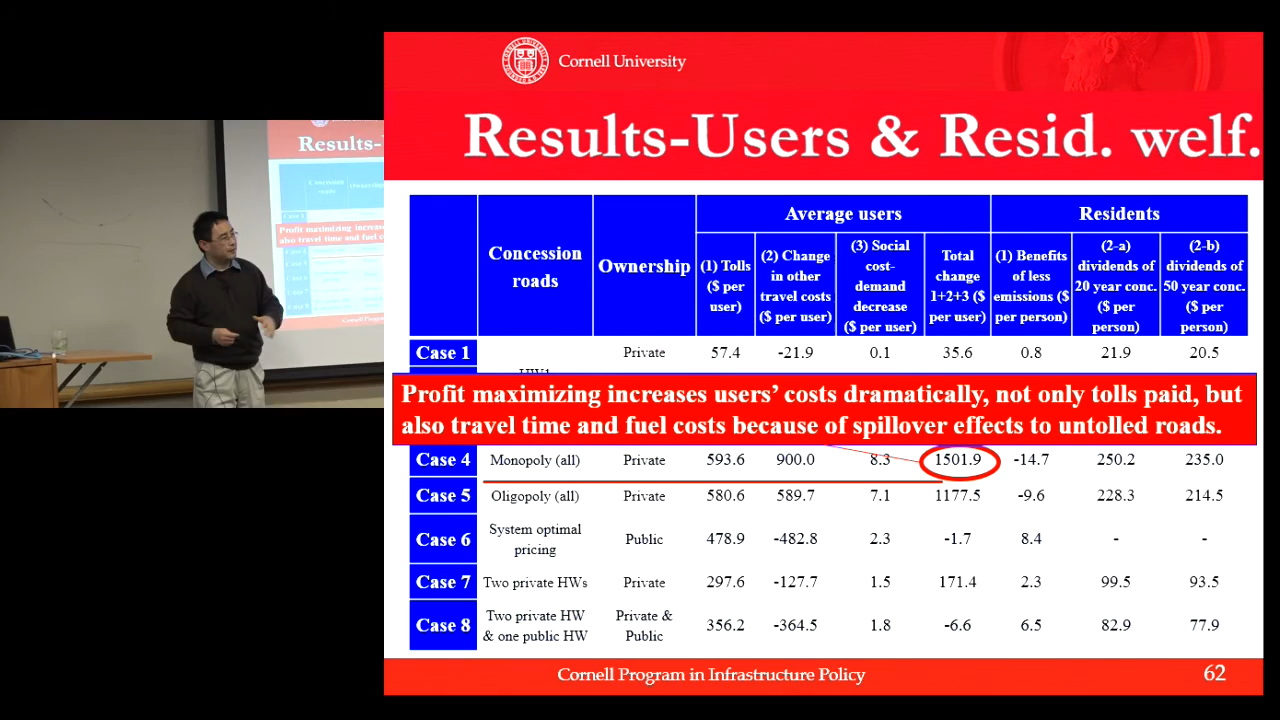 Cornell University
Results-Users & Resid. welf.
Concession roads
Ownership
Average users
Residents
(1) Tolls ($ per user)
(2) Change in other travel costs ($ per user)
(3) Social cost-demand decrease ($ per user)
Total change 1+2+3 ($ per user)
(1) Benefits of less emissions ($ per person)
(2-a) dividends of 20 year conc. ($ per person)
(2-b) dividends of 50 year conc. ($ per person)
Case 1 Private 57.4 -21.9 0.1 35.6 0.8 21.9 20.5
HW1
Profit maximizing increases users' costs dramatically, not only tolls paid, but
also travel time and fuel costs because of spillover effects to untolled roads.
Case 4 Monopoly (all) Private 593.6 900.0 8.3 1501.9 -14.7 250.2 235.0
Case 5 Oligopoly (all) Private 580.6 589.7 7.1 1177.5 -9.6 228.3 214.5
Case 6 System optimal pricing Public 478.9 -482.8 2.3 -1.7 8.4 - -
Case 7 Two private HWs Private 297.6 -127.7 1.5 171.4 2.3 99.5 93.5
Case 8 Two private HW & one public HW Private & Public 356.2 -364.5 1.8 -6.6 6.5 82.9 77.9
Cornell Program in Infrastructure Policy
62
Results-
Profit maximizing increas
also travel time and fuel c